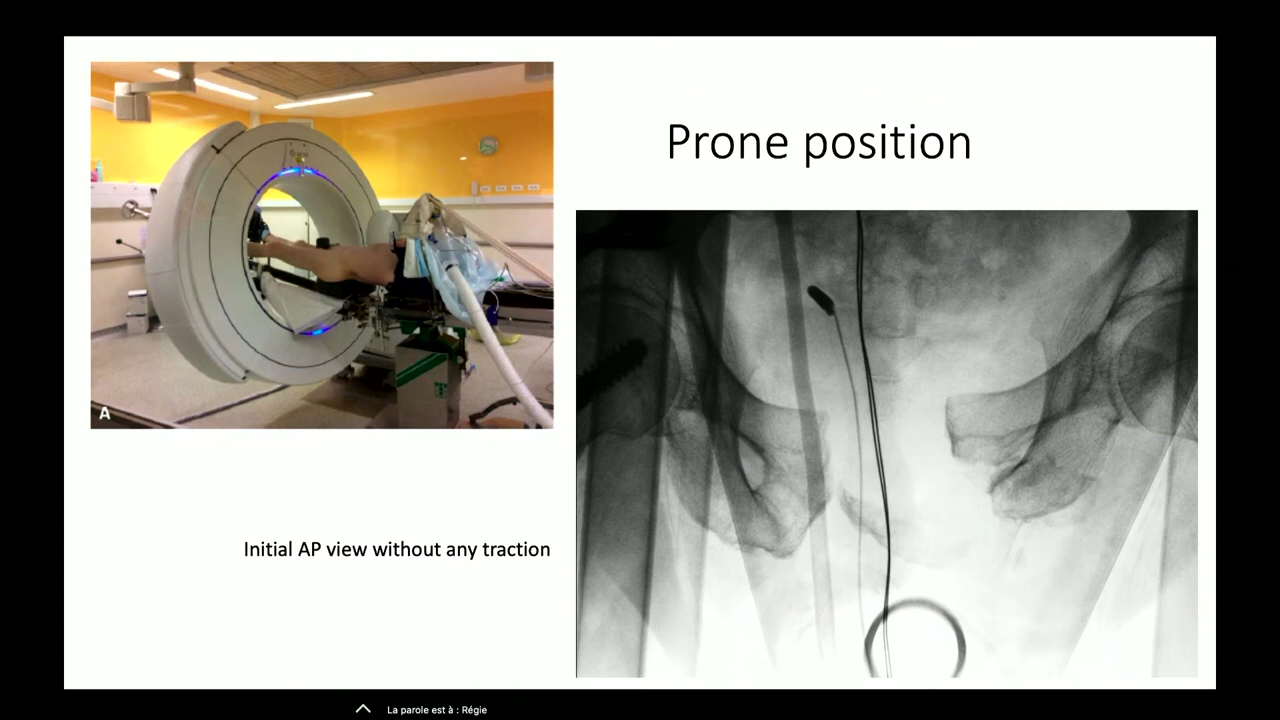 Prone position
A
Initial AP view without any traction
La parole est à : Régie